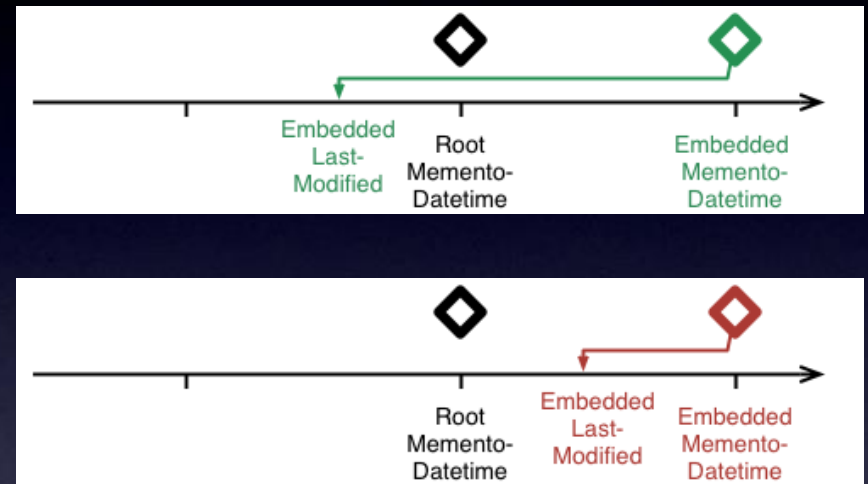 Embedded
Last-
Modified
Root
Memento-
Datetime
Embedded
Memento-
Datetime
Root
Memento-
Datetime
Embedded
Last-
Modified
Embedded
Memento-
Datetime